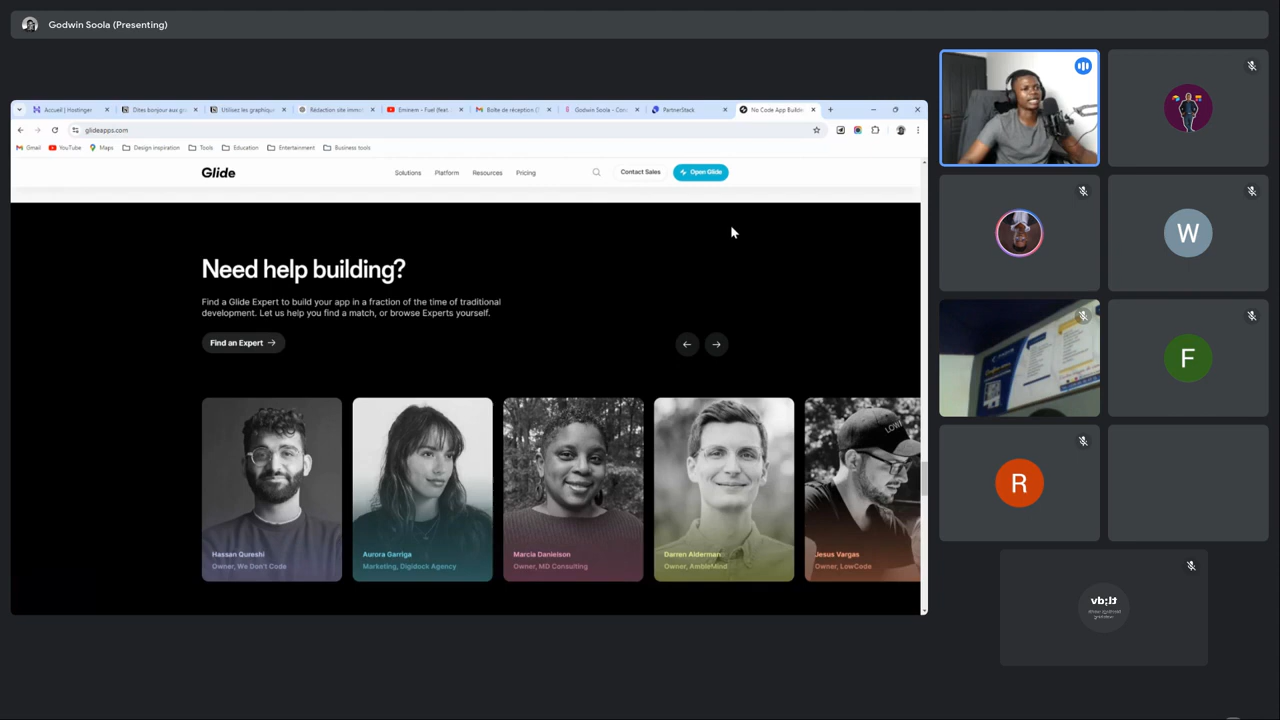 Godwin Soola (Presenting)
Accueil | Hostinger
Dites bonjour aux gr
Utilisez les graphiqu
Rédaction site immo
Eminem - Fuel (feat.
Boîte de réception (
Godwin Soola - Con
PartnerStack
No Code App Builde
glideapps.com
Gmail
YouTube
Maps
Design inspiration
Tools
Education
Entertainment
Business tools
Glide
Solutions
Platform
Resources
Pricing
Contact Sales
Open Glide
Need help building?
Find a Glide Expert to build your app in a fraction of the time of traditional
development. Let us help you find a match, or browse Experts yourself.
Find an Expert →
Hassan Qureshi
Owner, We Don't Code
Aurora Garriga
Marketing, Digidock Agency
Marcia Danielson
Owner, MD Consulting
Darren Alderman
Owner, AmbleMind
Jesus Vargas
Owner, LowCode
W
F
R